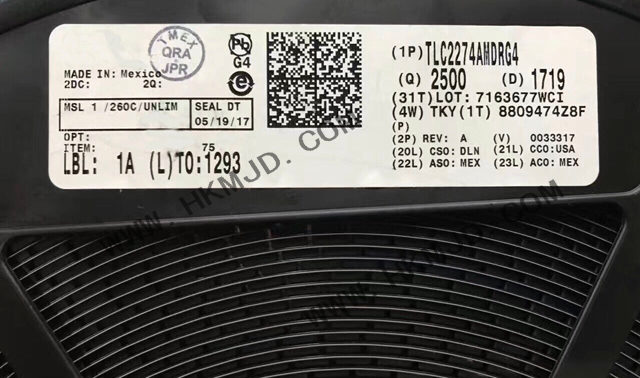 TMEX
QRA
JPR
Pb
G4
e
MADE IN: Mexico
2DC: 2Q:
MSL 1 /260C/UNLIM SEAL DT
05/19/17
OPT:
ITEM: 75
LBL: 1A (L)TO:1293
(1P) TLC2274AMDRG4
(Q) 2500 (D) 1719
(31T) LOT: 7163677WCI
(4W) TKY(1T) 8809474Z8F
(P)
(2P) REV: A (V) 0033317
(20L) CSO: DLN (21L) CCO:USA
(22L) ASO: MEX (23L) ACO: MEX
WWW.HKMJD.COM